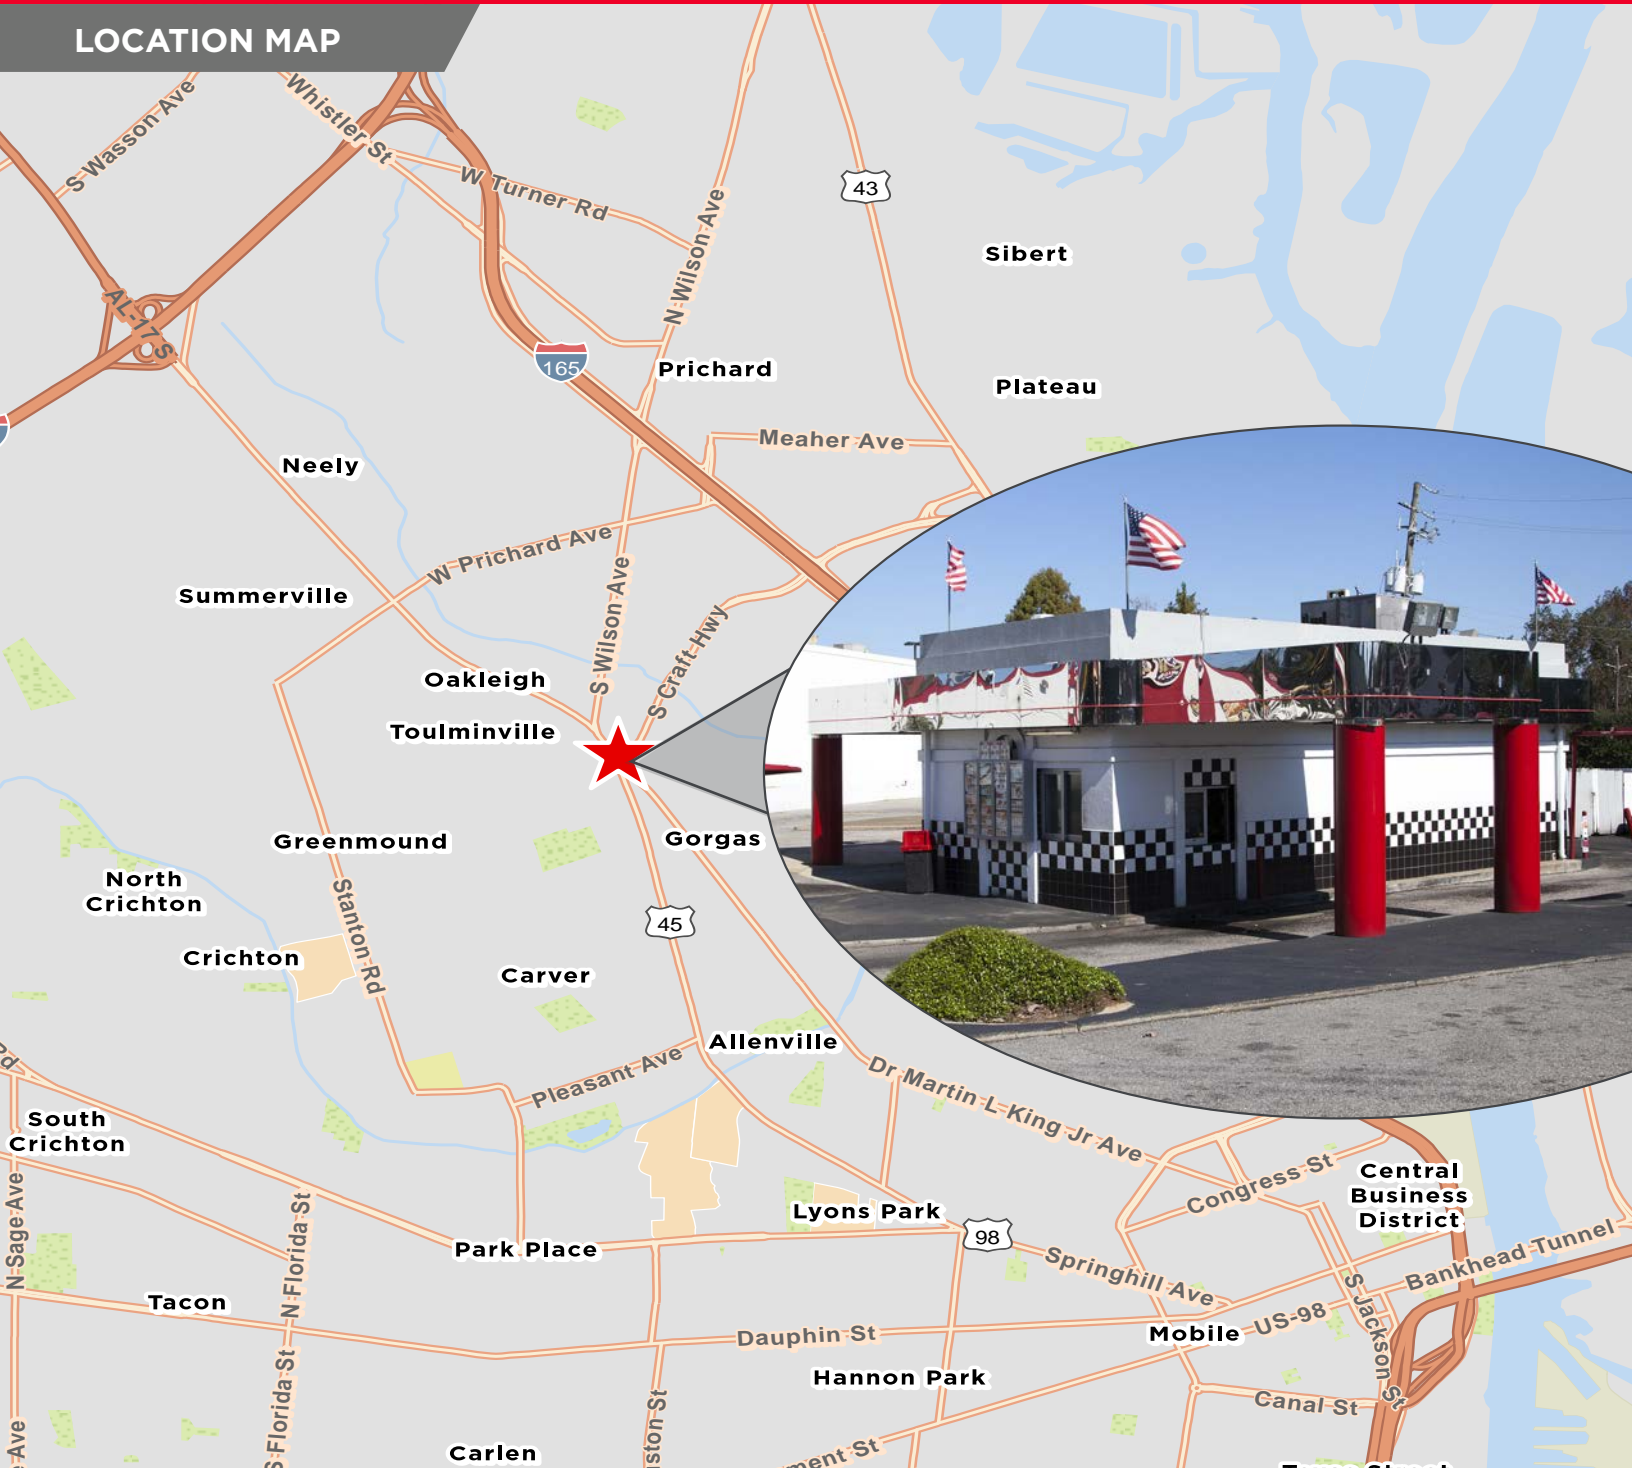 LOCATION MAP
S Wasson Ave
Whistler St
W Turner Rd
N Wilson Ave
43
Sibert
AL-17 S
165
Prichard
Plateau
Meaher Ave
Neely
W Prichard Ave
Summerville
S Wilson Ave
S Craft Hwy
Oakleigh
Toulminville
Greenmound
Gorgas
North
Crichton
Stanton Rd
45
Crichton
Carver
Allenville
Pleasant Ave
Dr Martin L King Jr Ave
Rd
South
Crichton
Congress St
Central
Business
District
N Sage Ave
N Florida St
Lyons Park
98
Park Place
Springhill Ave
Bankhead Tunnel
Tacon
S Jackson St
US-98
Dauphin St
Mobile
Hannon Park
S Florida St
Canal St
Ave
Carlen